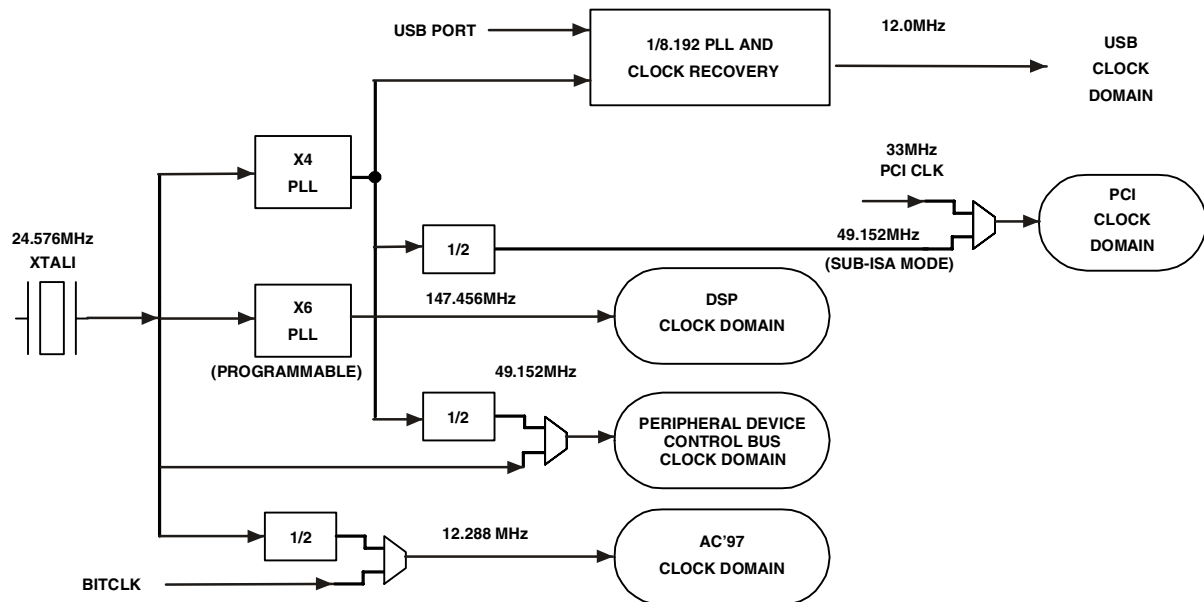 USB PORT
1/8.192 PLL AND
CLOCK RECOVERY
12.0MHz
USB
CLOCK
DOMAIN
X4
PLL
33MHz
PCI CLK
PCI
CLOCK
DOMAIN
24.576MHz
XTALI
1/2
49.152MHz
(SUB-ISA MODE)
X6
PLL
(PROGRAMMABLE)
147.456MHz
DSP
CLOCK DOMAIN
49.152MHz
1/2
PERIPHERAL DEVICE
CONTROL BUS
CLOCK DOMAIN
1/2
12.288 MHz
AC'97
CLOCK DOMAIN
BITCLK